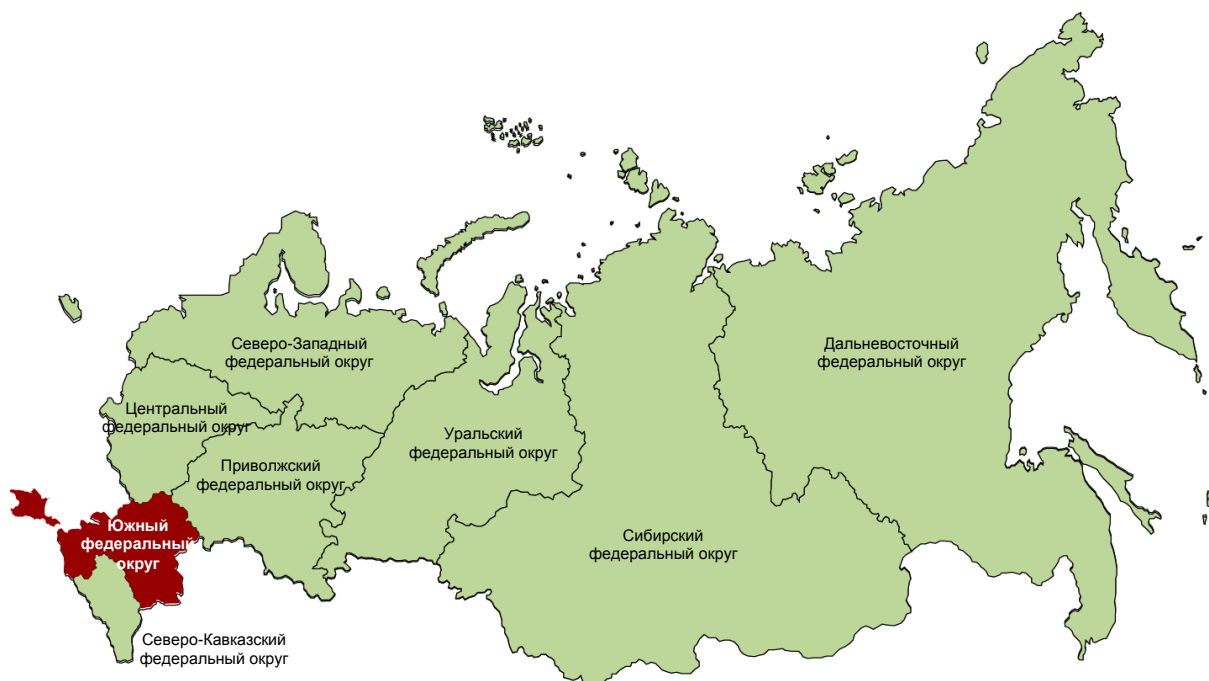 Северо-Западный
федеральный округ
Дальневосточный
федеральный округ
Центральный
федеральный округ
Уральский
федеральный округ
Приволжский
федеральный округ
Южный
федеральный
округ
Сибирский
федеральный округ
Северо-Кавказский
федеральный округ